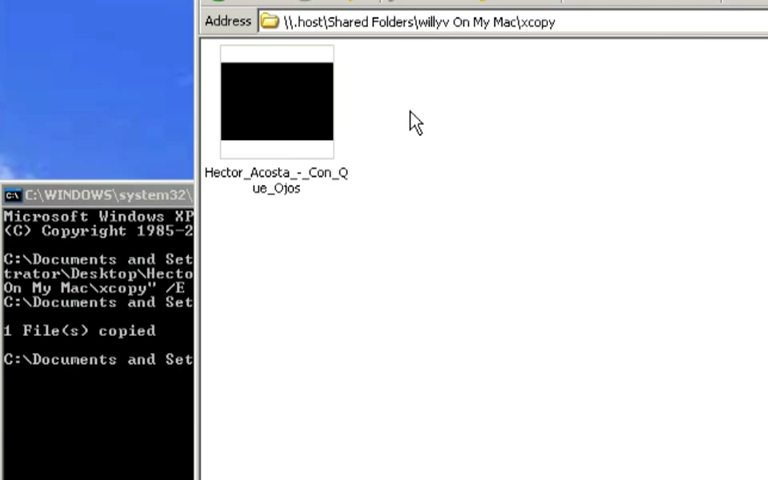 Address \\.host\Shared Folders\willyv On My Mac\xcopy
Hector_Acosta_-_Con_Q
ue_Ojos
C:\WINDOWS\system32\
Microsoft Windows XP
(C) Copyright 1985-2
C:\Documents and Set
trator\Desktop\Hecto
On My Mac\xcopy" /E
C:\Documents and Set
1 File(s) copied
C:\Documents and Set